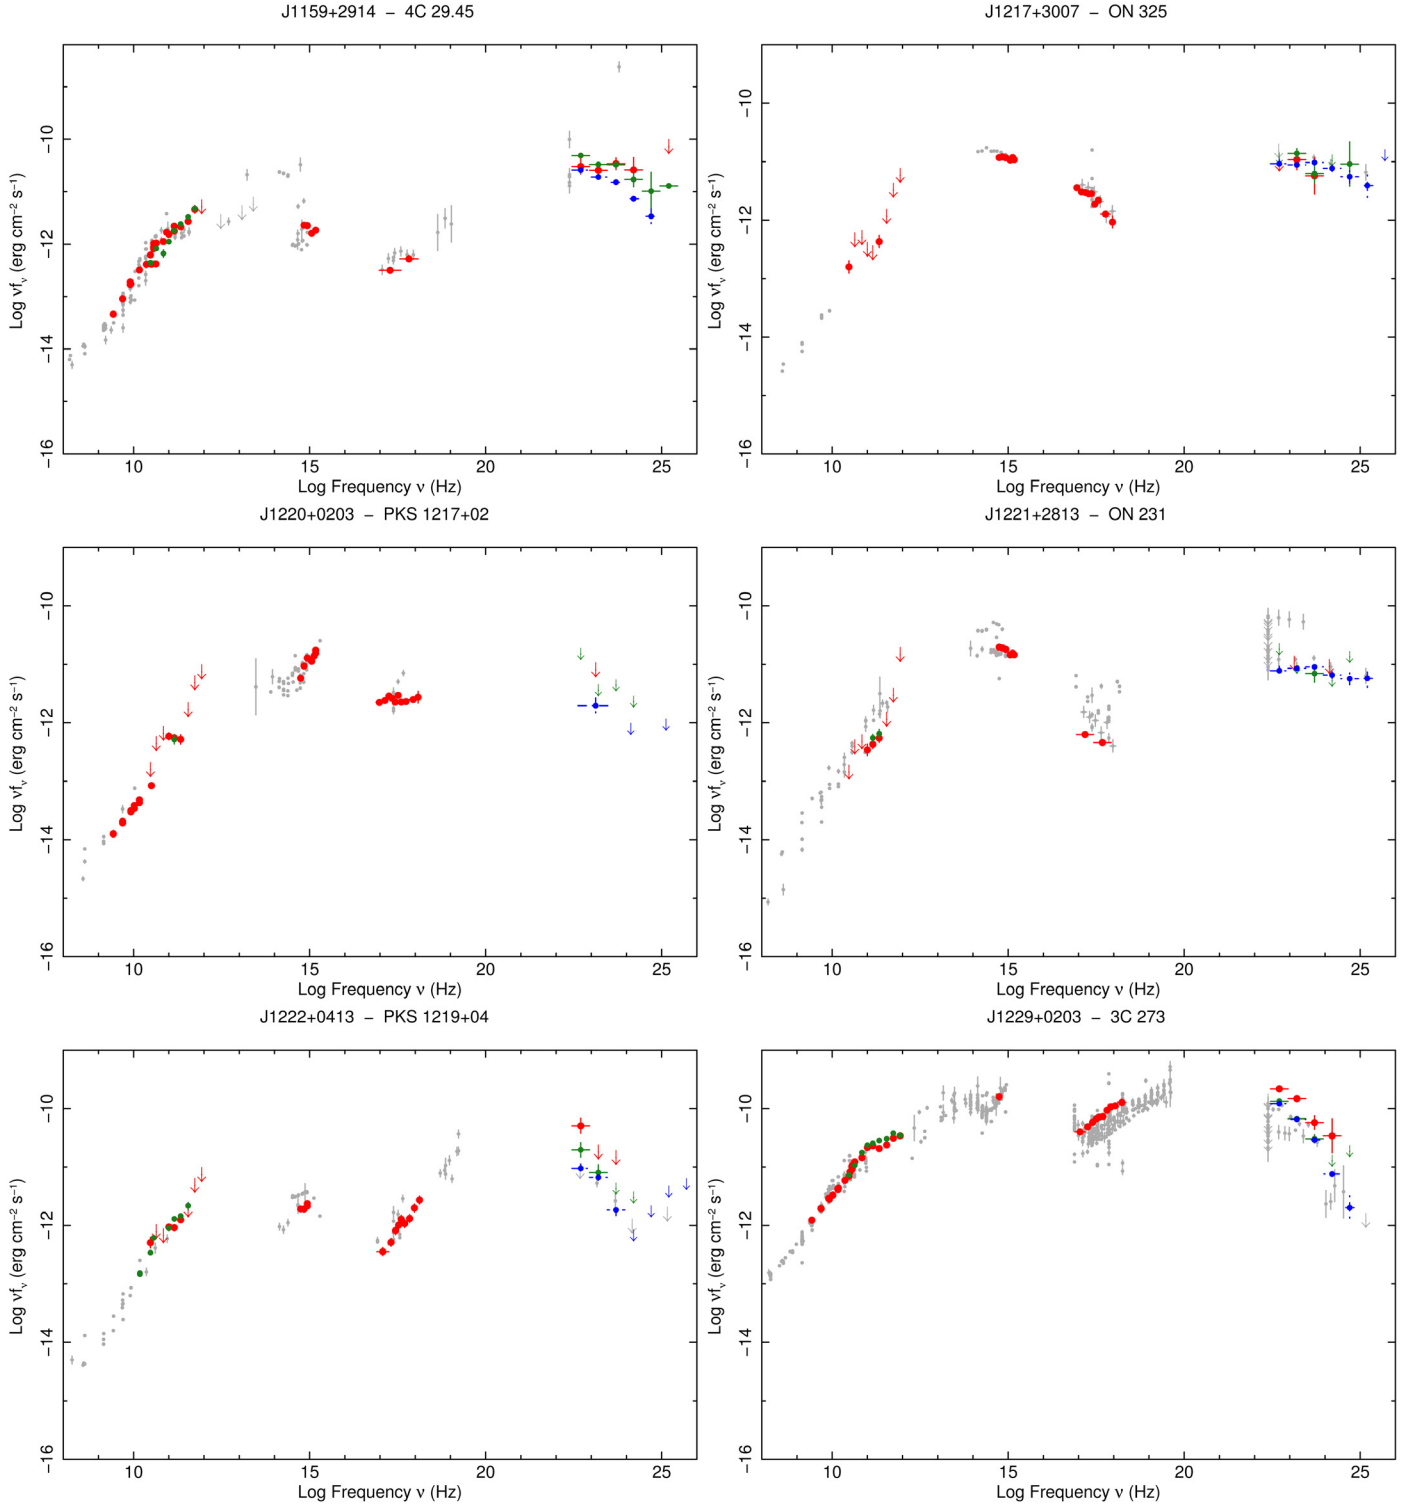 J1159+2914 – 4C 29.45
J1217+3007 – ON 325
Log νfν (erg cm−2 s−1)
−10
−12
−14
−16
10 15 20 25
Log Frequency ν (Hz)
Log νfν (erg cm−2 s−1)
−10
−12
−14
−16
10 15 20 25
Log Frequency ν (Hz)
J1220+0203 – PKS 1217+02
J1221+2813 – ON 231
Log νfν (erg cm−2 s−1)
−10
−12
−14
−16
10 15 20 25
Log Frequency ν (Hz)
Log νfν (erg cm−2 s−1)
−10
−12
−14
−16
10 15 20 25
Log Frequency ν (Hz)
J1222+0413 – PKS 1219+04
J1229+0203 – 3C 273
Log νfν (erg cm−2 s−1)
−10
−12
−14
−16
10 15 20 25
Log Frequency ν (Hz)
Log νfν (erg cm−2 s−1)
−10
−12
−14
−16
10 15 20 25
Log Frequency ν (Hz)